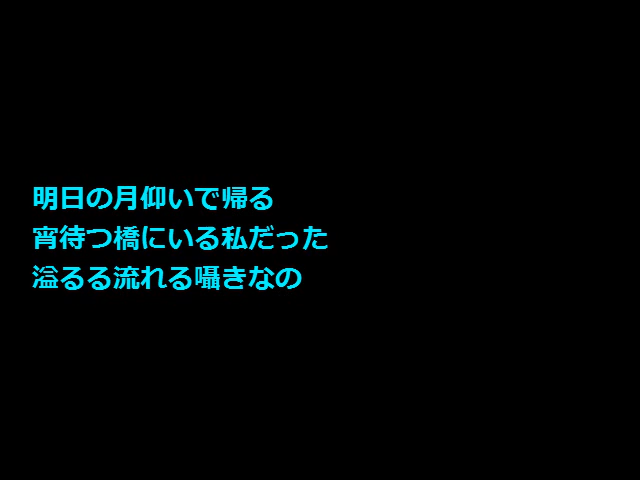 明日の月仰いで帰る
宵待つ橋にいる私だった
溢るる流れる囁きなの